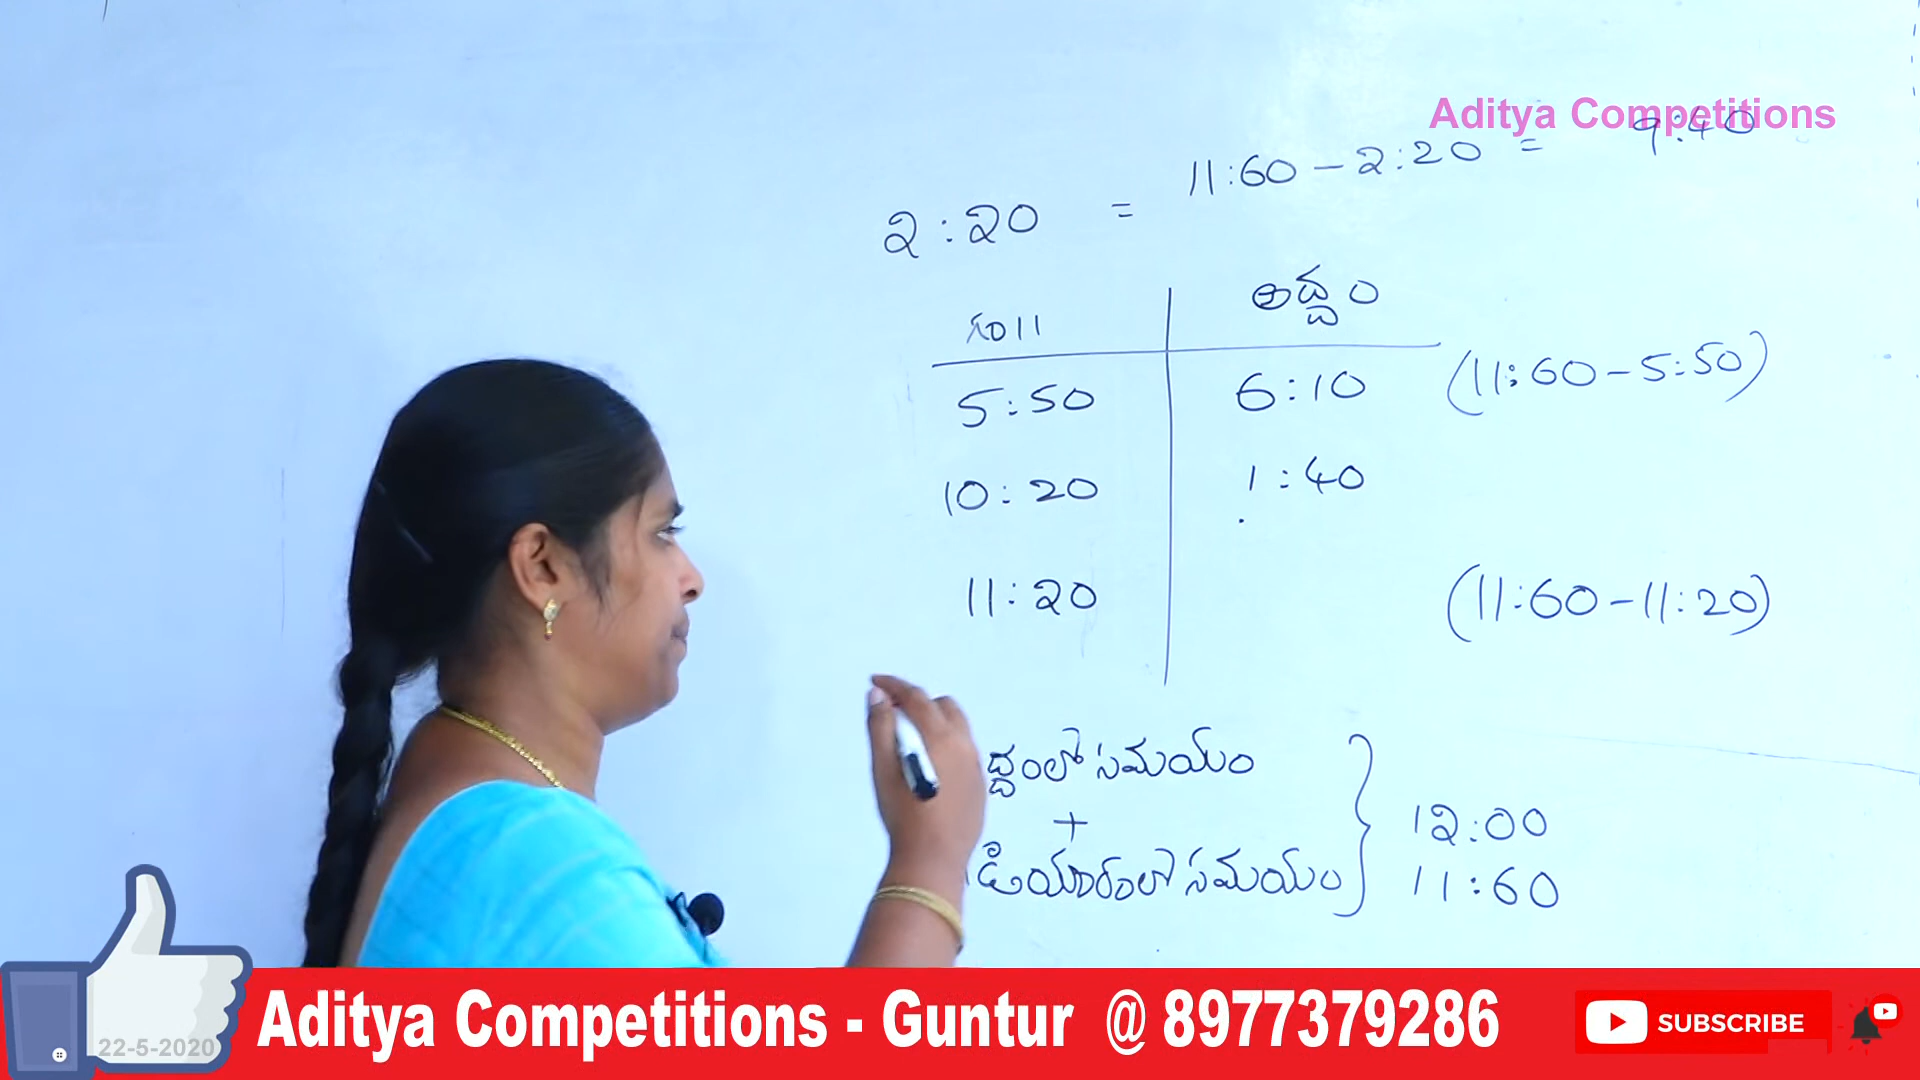 Aditya Competitions
2:20 = 11:60 - 2:20 = 9:40
గం|| అద్దం
5:50 6:10 (11:60 - 5:50)
10:20 1:40
11:20 (11:60 - 11:20)
ద్దంలో సమయం
+
డియారంలో సమయం } 12:00
11:60
22-5-2020
Aditya Competitions - Guntur @ 8977379286
SUBSCRIBE